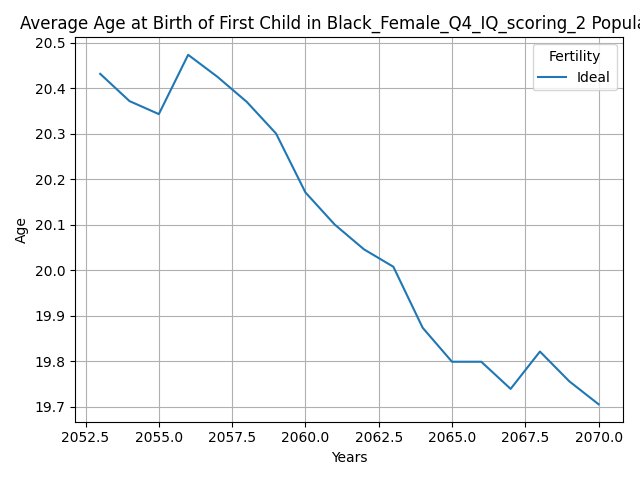 Average Age at Birth of First Child in Black_Female_Q4_IQ_scoring_2 Popula
20.5
20.4
20.3
20.2
20.1
20.0
19.9
19.8
19.7
Age
Fertility
Ideal
2052.5 2055.0 2057.5 2060.0 2062.5 2065.0 2067.5 2070.0
Years